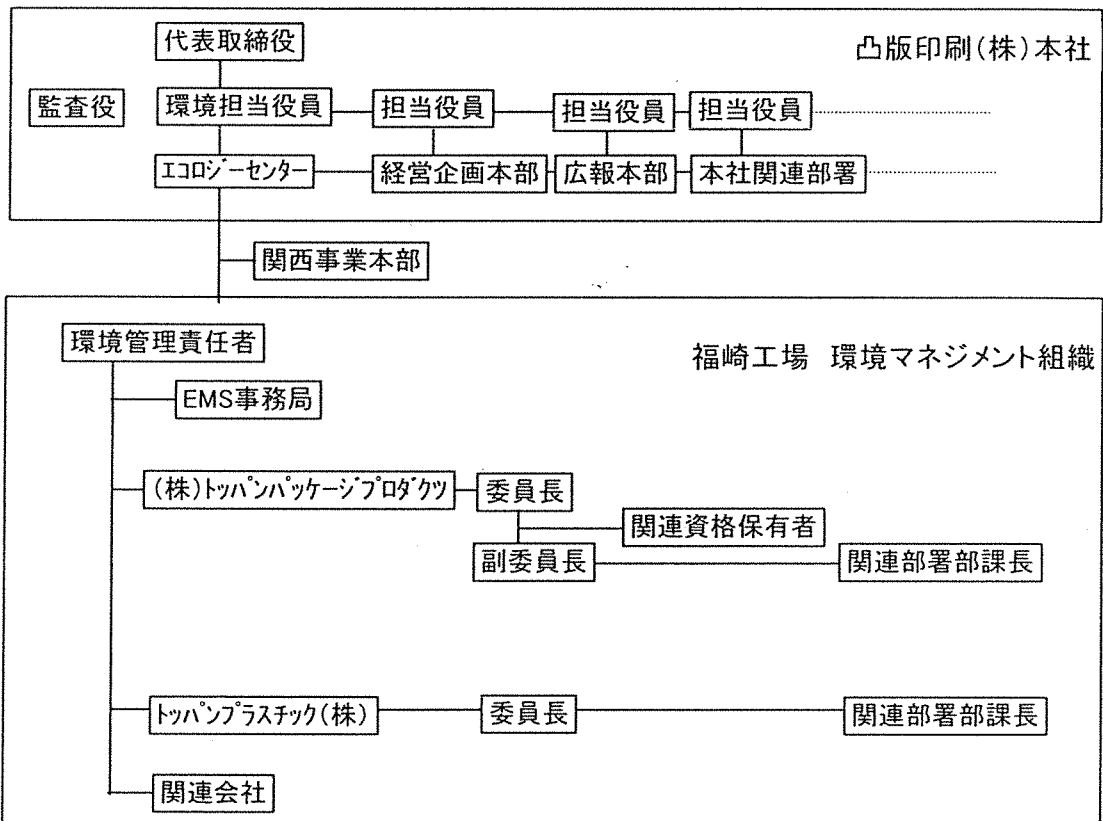 代表取締役
凸版印刷(株)本社
監査役 環境担当役員 担当役員 担当役員 担当役員
エコロジーセンター 経営企画本部 広報本部 本社関連部署
関西事業本部
環境管理責任者
福崎工場 環境マネジメント組織
EMS事務局
(株)トッパンパッケージプロダクツ 委員長
関連資格保有者
副委員長 関連部署部課長
トッパンプラスチック(株) 委員長 関連部署部課長
関連会社